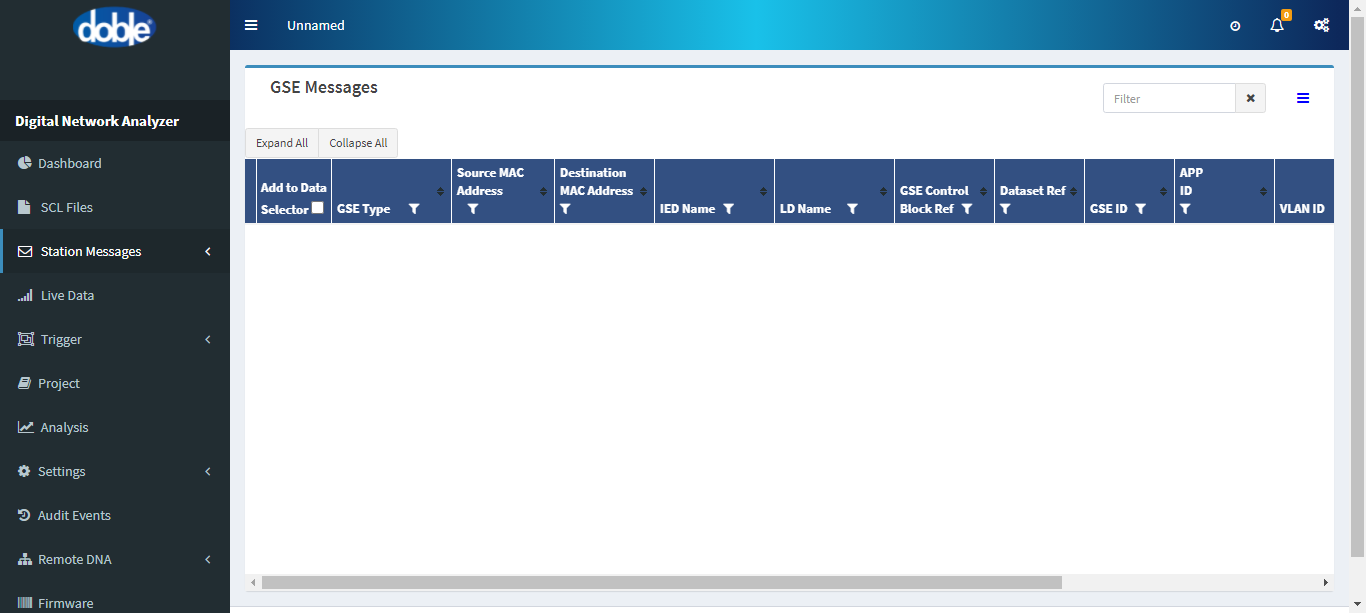 doble
Unnamed
0
Digital Network Analyzer
Dashboard
SCL Files
Station Messages
Live Data
Trigger
Project
Analysis
Settings
Audit Events
Remote DNA
Firmware
GSE Messages
Filter
Expand All
Collapse All
Add to Data
Selector
GSE Type
Source MAC
Address
Destination
MAC Address
IED Name
LD Name
GSE Control
Block Ref
Dataset Ref
GSE ID
APP
ID
VLAN ID